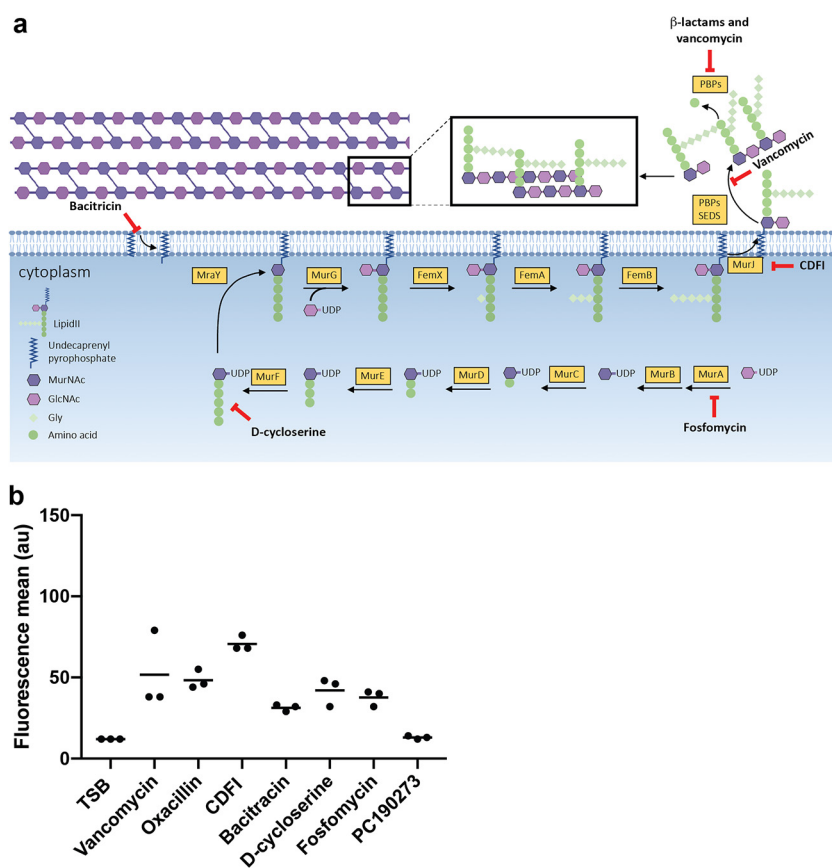 a
β-lactams and
vancomycin
PBPs
Vancomycin
PBPs
SEDS
Bacitricin
cytoplasm
MraY
MurG
FemX
FemA
FemB
MurJ
CDFI
UDP
LipidII
Undecaprenyl
pyrophosphate
MurNAc
GlcNAc
Gly
Amino acid
UDP
MurF
UDP
MurE
UDP
MurD
UDP
MurC
UDP
MurB
MurA
UDP
D-cycloserine
Fosfomycin
b
Fluorescence mean (au)
150
100
50
0
TSB
Vancomycin
Oxacillin
CDFI
Bacitracin
D-cycloserine
Fosfomycin
PC190273